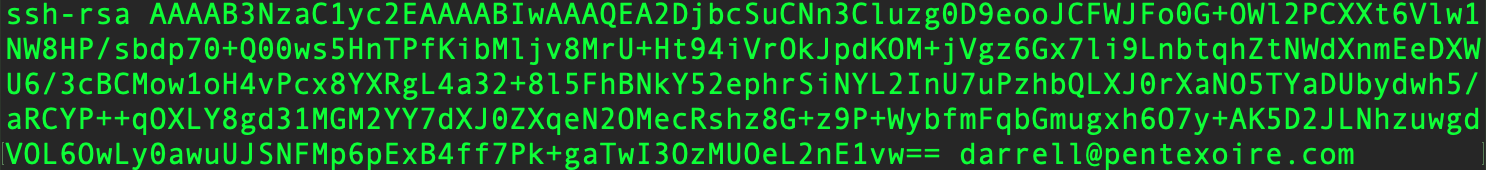 ssh-rsa AAAAB3NzaC1yc2EAAAABIwAAAQEA2DjbcSuCNn3Cluzg0D9eooJCFWJFo0G+OWl2PCXXt6Vlw1
NW8HP/sbdp70+Q00ws5HnTPfKibMljv8MrU+Ht94iVrOkJpdKOM+jVgz6Gx7li9LnbtqhZtNWdXnmEeDXW
U6/3cBCMow1oH4vPcx8YXRgL4a32+8l5FhBNkY52ephrSiNYL2InU7uPzhbQLXJ0rXaNO5TYaDUbydwh5/
aRCYP++qOXLY8gd31MGM2YY7dXJ0ZXqeN2OMecRshz8G+z9P+WybfmFqbGmugxh6O7y+AK5D2JLNhzuwgd
VOL6OwLy0awuUJSNFMp6pExB4ff7Pk+gaTwI3OzMUOeL2nE1vw== darrell@pentexoire.com